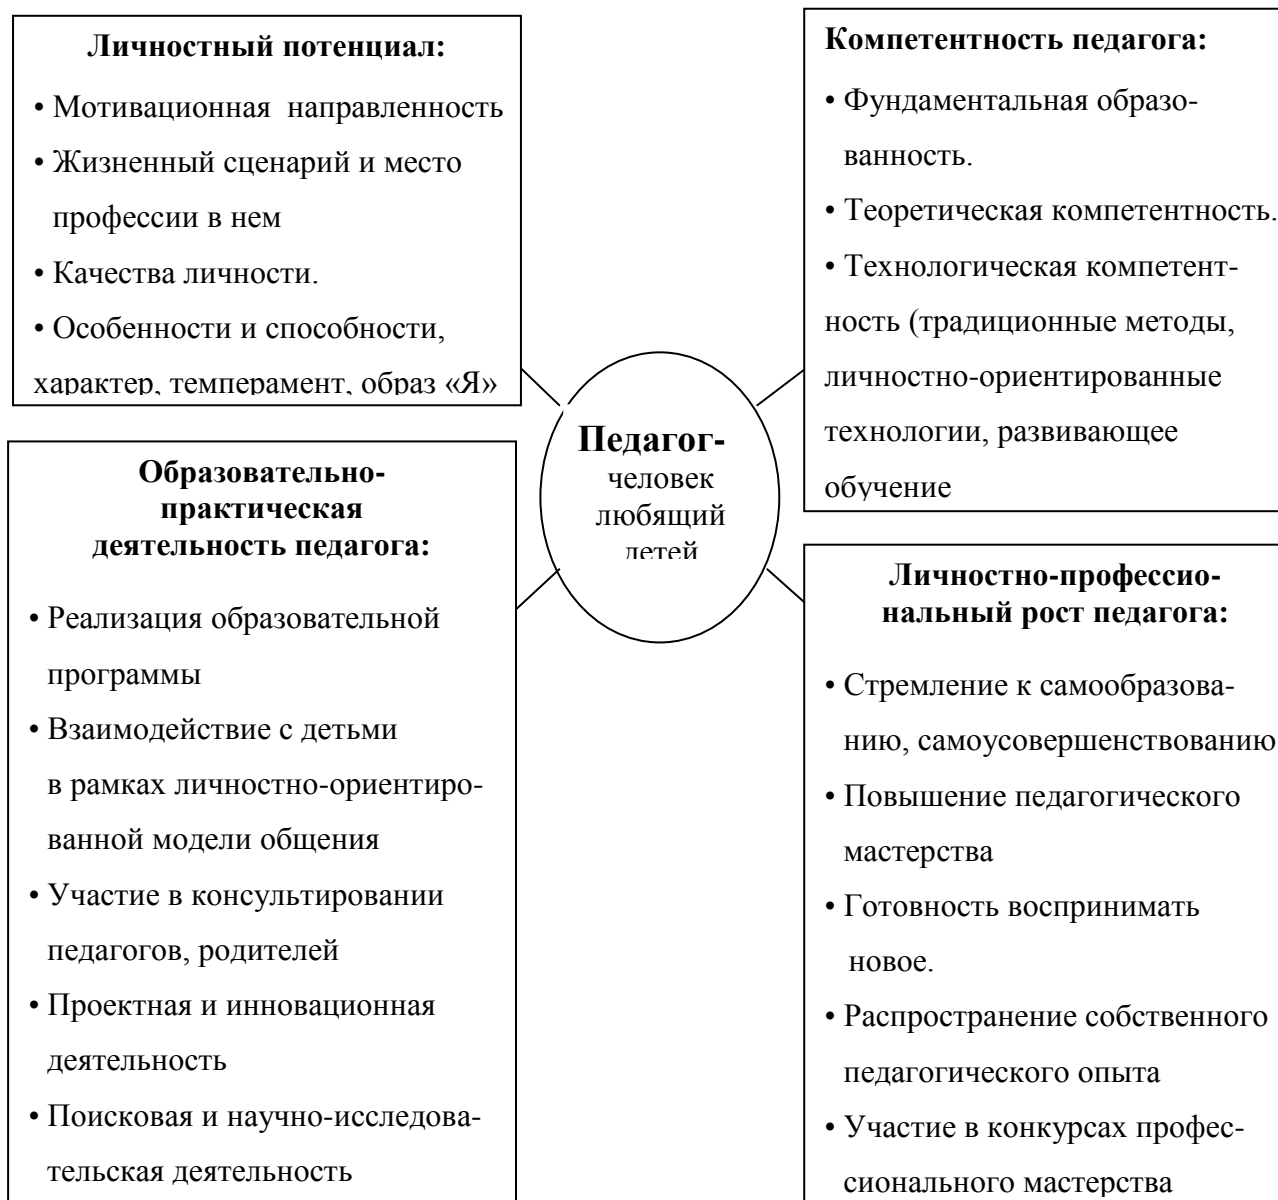 Личностный потенциал:
• Мотивационная направленность
• Жизненный сценарий и место
профессии в нем
• Качества личности.
• Особенности и способности,
характер, темперамент, образ «Я»
Компетентность педагога:
• Фундаментальная образо-
ванность.
• Теоретическая компетентность.
• Технологическая компетент-
ность (традиционные методы,
личностно-ориентированные
технологии, развивающее
обучение
Педагог-
человек
любящий
детей
Образовательно-
практическая
деятельность педагога:
• Реализация образовательной
программы
• Взаимодействие с детьми
в рамках личностно-ориентиро-
ванной модели общения
• Участие в консультировании
педагогов, родителей
• Проектная и инновационная
деятельность
• Поисковая и научно-исследова-
тельская деятельность
Личностно-профессио-
нальный рост педагога:
• Стремление к самообразова-
нию, самоусовершенствованию
• Повышение педагогического
мастерства
• Готовность воспринимать
новое.
• Распространение собственного
педагогического опыта
• Участие в конкурсах профес-
сионального мастерства